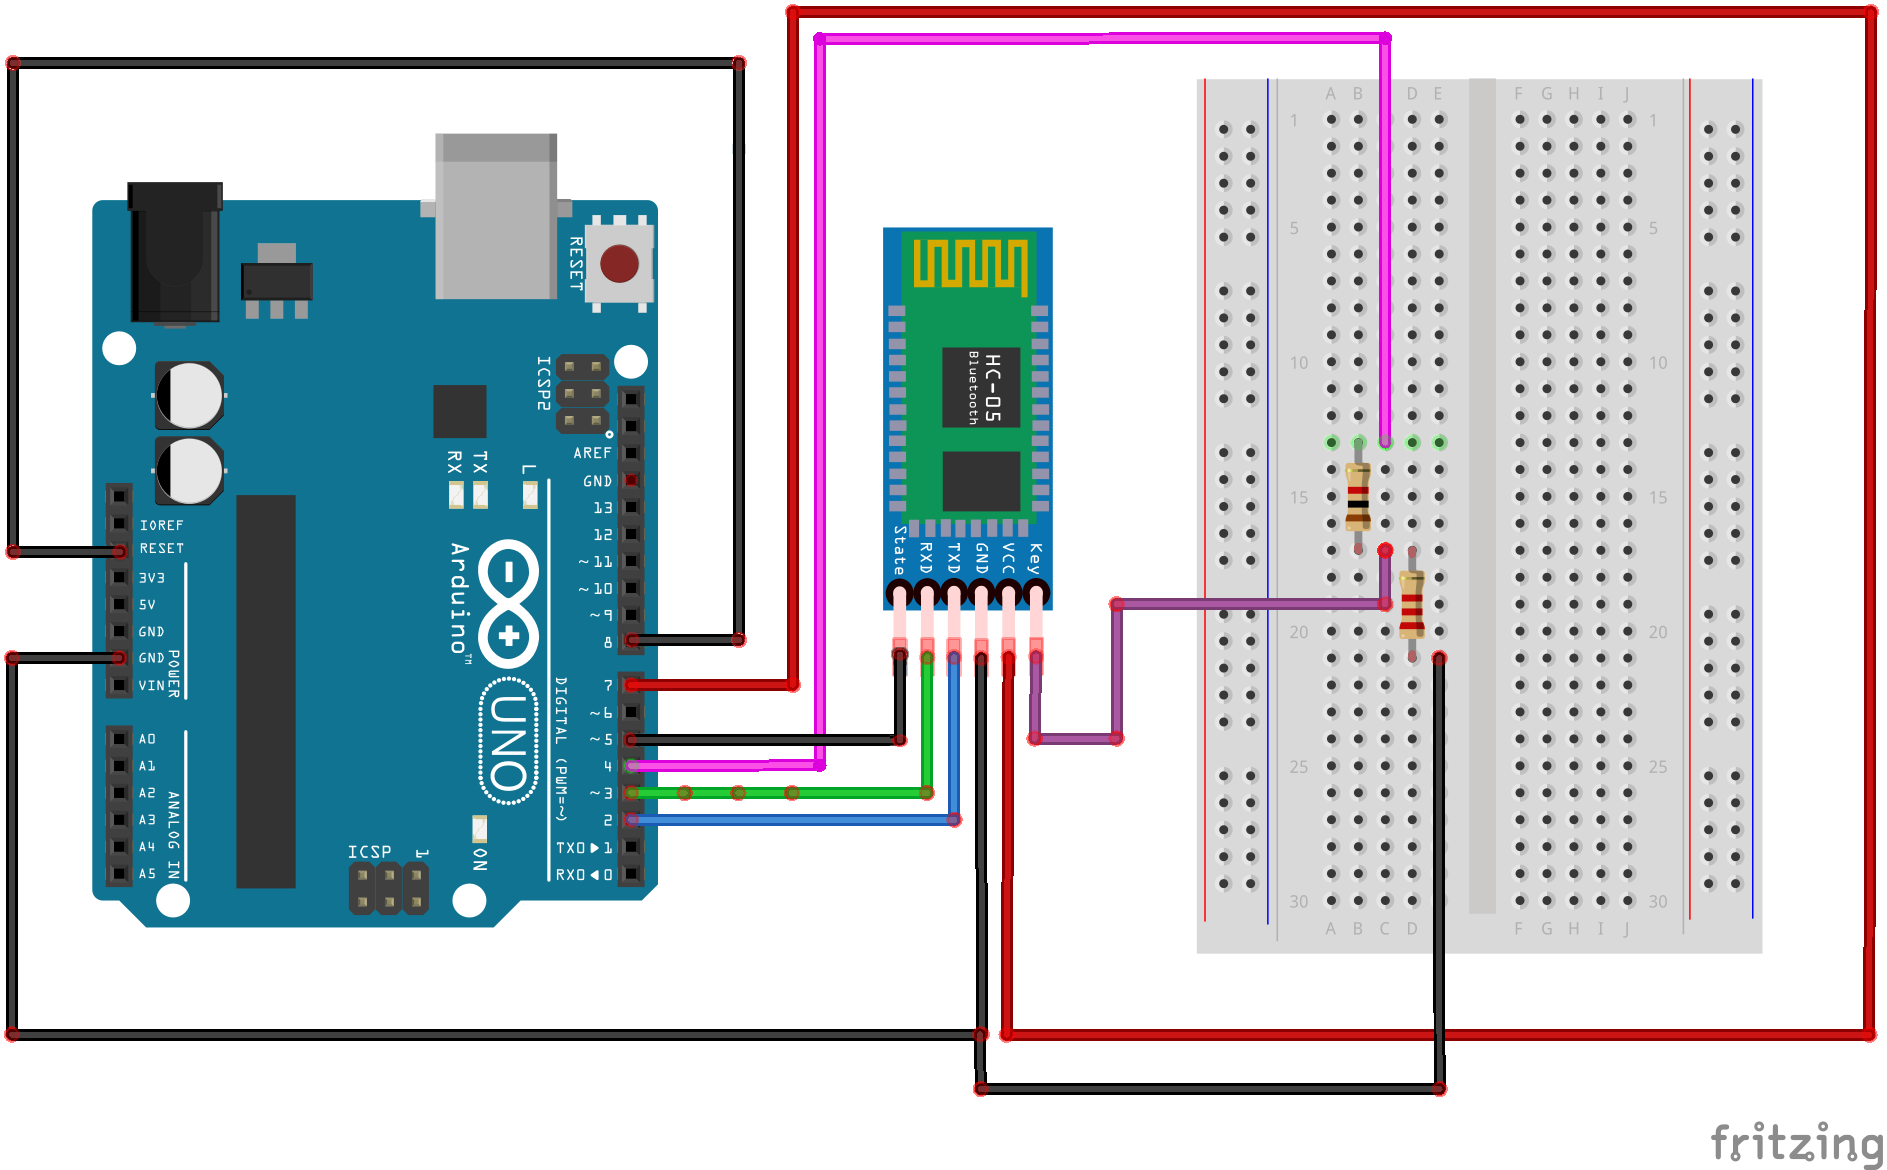 RESET
ICSP2
AREF
GND
13
12
~11
~10
~9
8
7
~6
~5
4
~3
2
TX0▶1
RX0◀0
DIGITAL (PWM=~)
RX
TX
L
IOREF
RESET
3V3
5V
GND
GND
VIN
POWER
A0
A1
A2
A3
A4
A5
ANALOG IN
Arduino™
UNO
ON
ICSP
1
HC-05
Bluetooth
State
RXD
TXD
GND
VCC
Key
A B D E F G H I J
1 1
5 5
10 10
15 15
20 20
25 25
30 30
A B C D F G H I J
fritzing